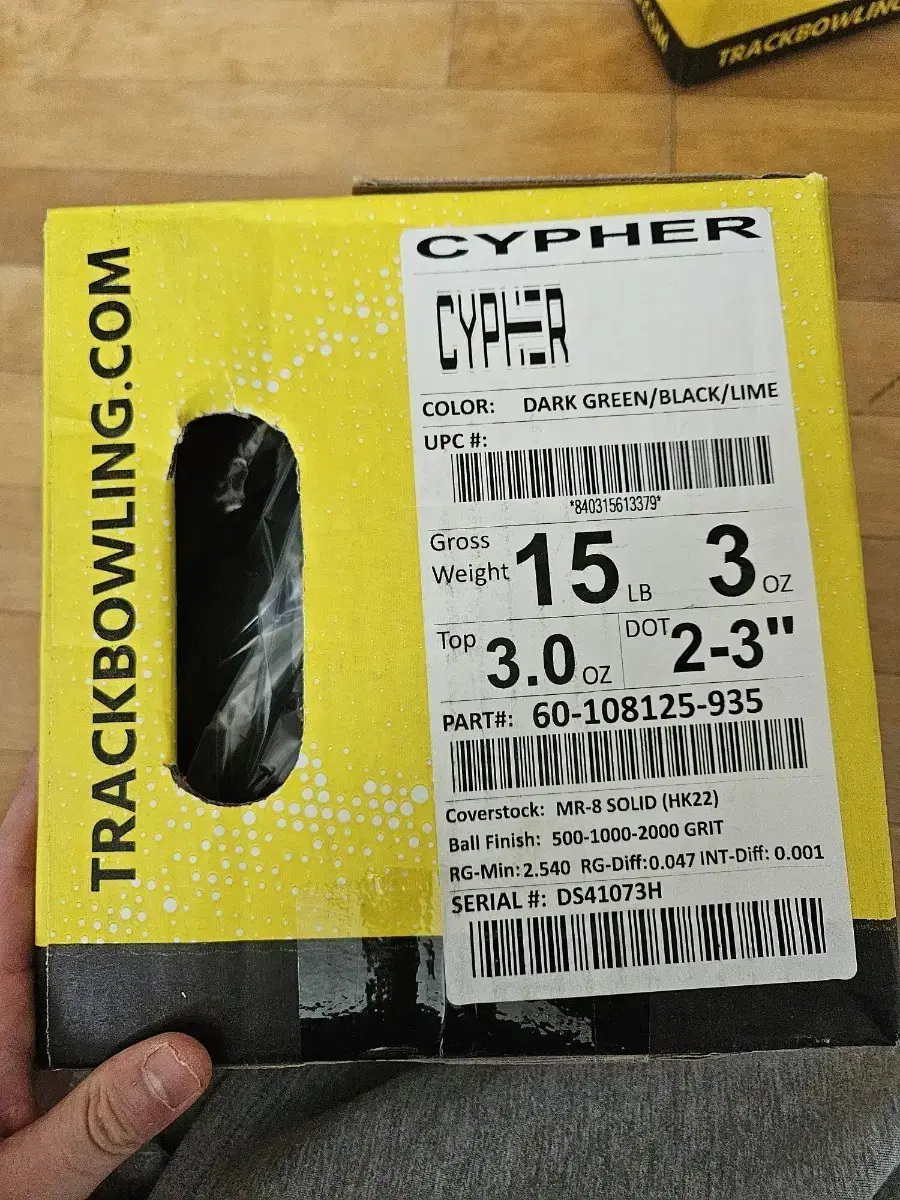 TRACKBOWLING
TRACKBOWLING.COM
CYPHER
CYPHER
COLOR: DARK GREEN/BLACK/LIME
UPC #:
*840315613379*
Gross Weight 15 LB 3 OZ
Top 3.0 OZ DOT 2-3"
PART#: 60-108125-935
Coverstock: MR-8 SOLID (HK22)
Ball Finish: 500-1000-2000 GRIT
RG-Min: 2.540 RG-Diff: 0.047 INT-Diff: 0.001
SERIAL #: DS41073H